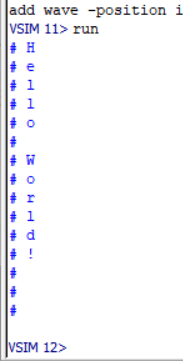 add wave -position i
VSIM 11> run
# H
# e
# l
# l
# o
#
# W
# o
# r
# l
# d
# !
#
#
#
VSIM 12>